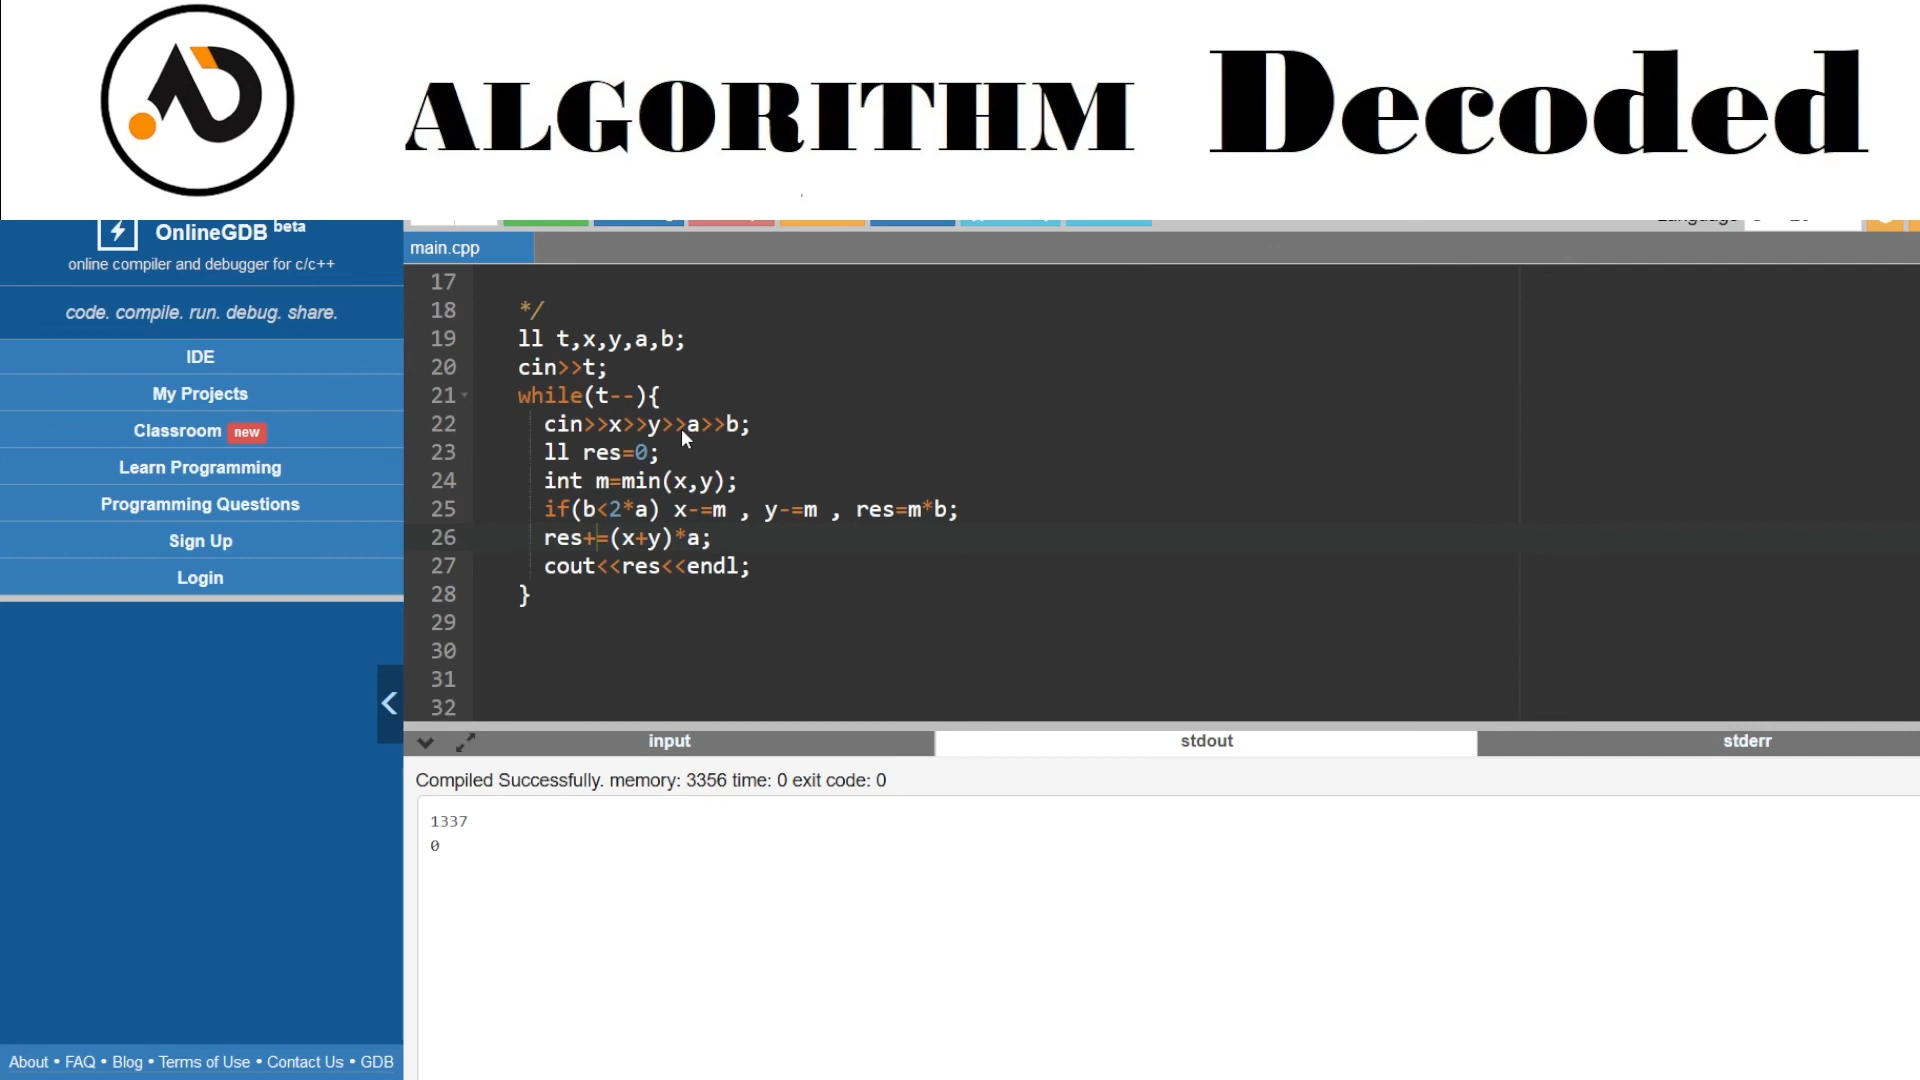 ALGORITHM Decoded
OnlineGDB beta
online compiler and debugger for c/c++
code. compile. run. debug. share.
IDE
My Projects
Classroom new
Learn Programming
Programming Questions
Sign Up
Login
About • FAQ • Blog • Terms of Use • Contact Us • GDB
main.cpp
17
18 */
19 ll t,x,y,a,b;
20 cin>>t;
21 while(t--){
22 cin>>x>>y>>a>>b;
23 ll res=0;
24 int m=min(x,y);
25 if(b<2*a) x-=m , y-=m , res=m*b;
26 res+=(x+y)*a;
27 cout<<res<<endl;
28 }
29
30
31
32
input stdout stderr
Compiled Successfully. memory: 3356 time: 0 exit code: 0
1337
0